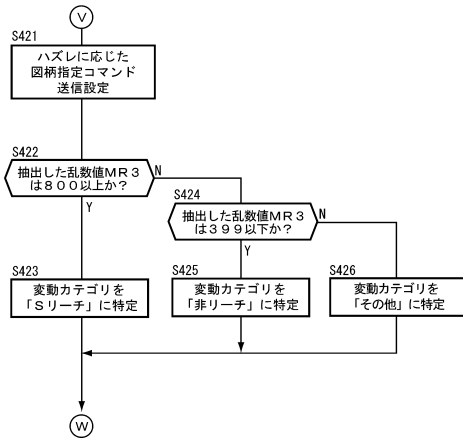 V
S421
ハズレに応じた
図柄指定コマンド
送信設定
S422
抽出した乱数値MR3
は800以上か?
N
Y
S424
抽出した乱数値MR3
は399以下か?
N
Y
S423
変動カテゴリを
「Sリーチ」に特定
S425
変動カテゴリを
「非リーチ」に特定
S426
変動カテゴリを
「その他」に特定
W